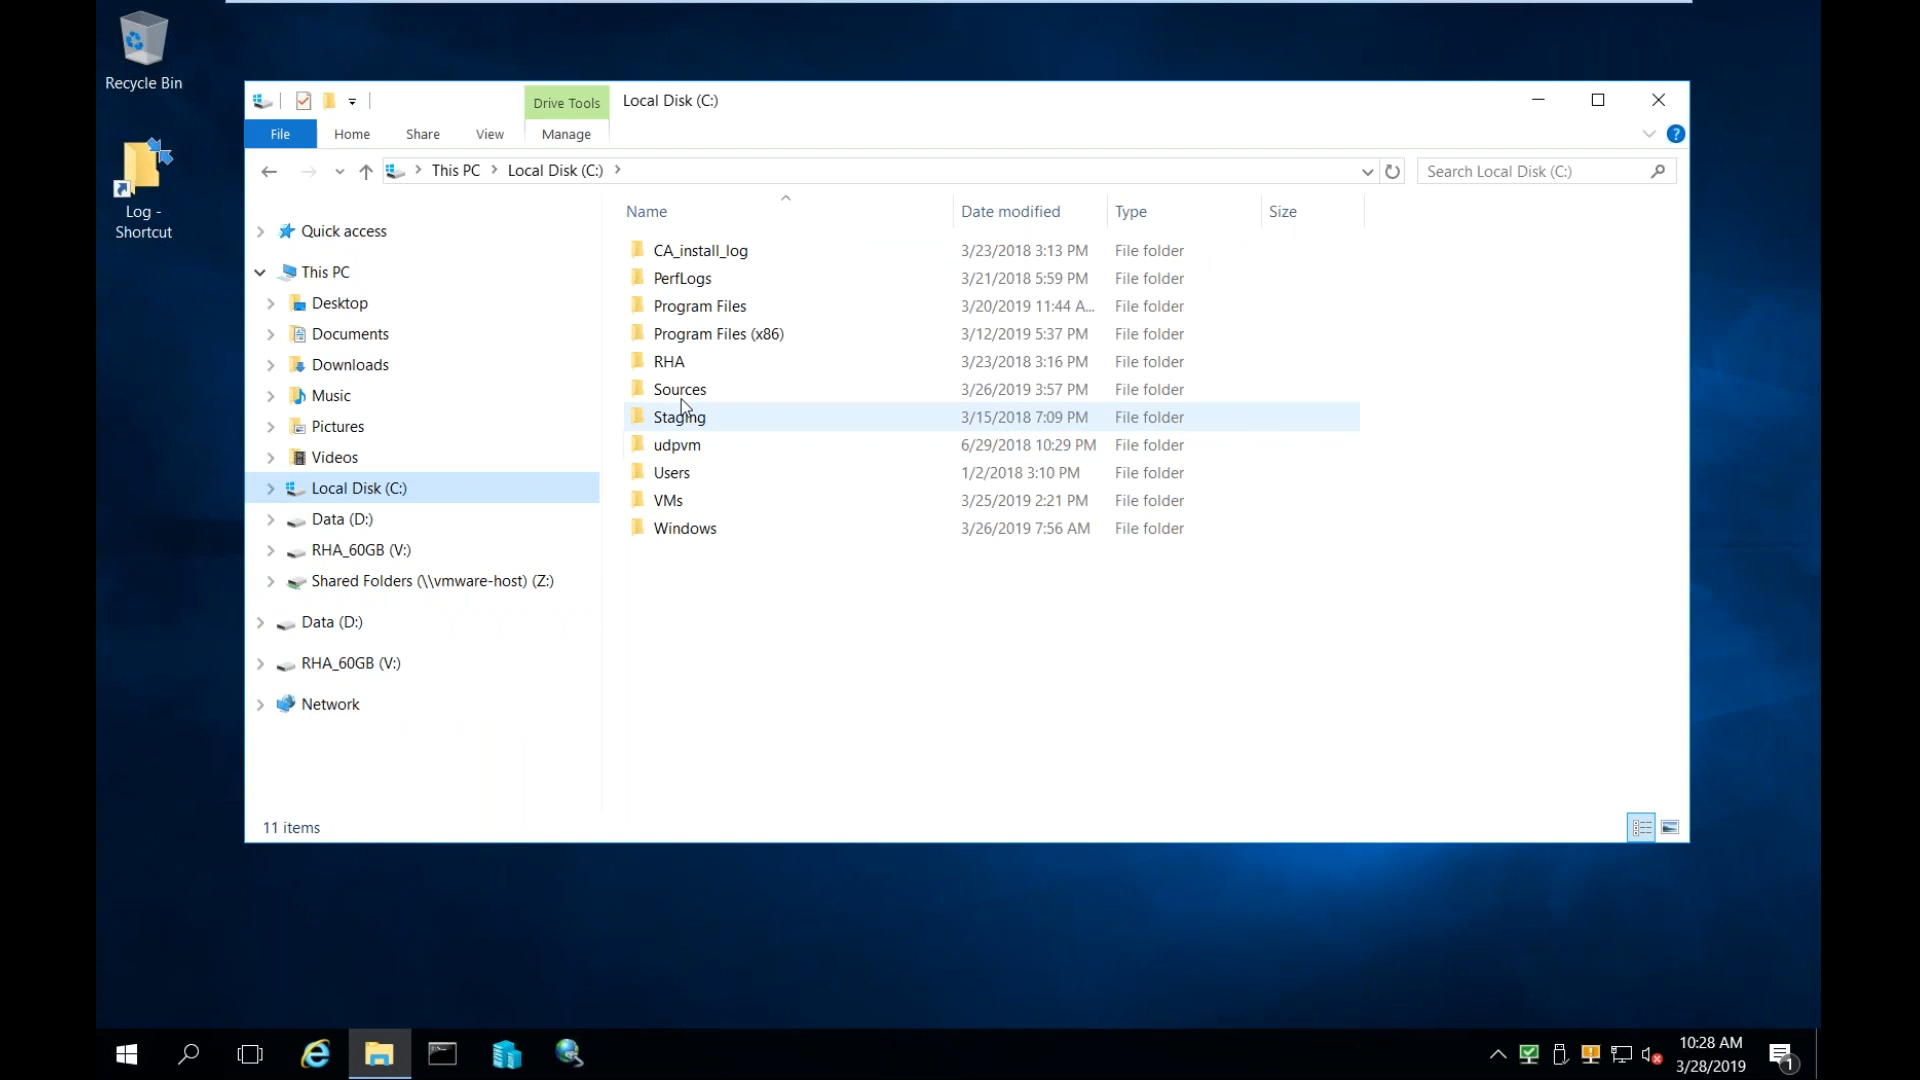 Recycle Bin
Log -
Shortcut
Drive Tools
Local Disk (C:)
File
Home
Share
View
Manage
This PC
Local Disk (C:)
Search Local Disk (C:)
Name
Date modified
Type
Size
Quick access
This PC
Desktop
Documents
Downloads
Music
Pictures
Videos
Local Disk (C:)
Data (D:)
RHA_60GB (V:)
Shared Folders (\\vmware-host) (Z:)
Data (D:)
RHA_60GB (V:)
Network
CA_install_log 3/23/2018 3:13 PM File folder
PerfLogs 3/21/2018 5:59 PM File folder
Program Files 3/20/2019 11:44 A... File folder
Program Files (x86) 3/12/2019 5:37 PM File folder
RHA 3/23/2018 3:16 PM File folder
Sources 3/26/2019 3:57 PM File folder
Staging 3/15/2018 7:09 PM File folder
udpvm 6/29/2018 10:29 PM File folder
Users 1/2/2018 3:10 PM File folder
VMs 3/25/2019 2:21 PM File folder
Windows 3/26/2019 7:56 AM File folder
11 items
10:28 AM
3/28/2019
1